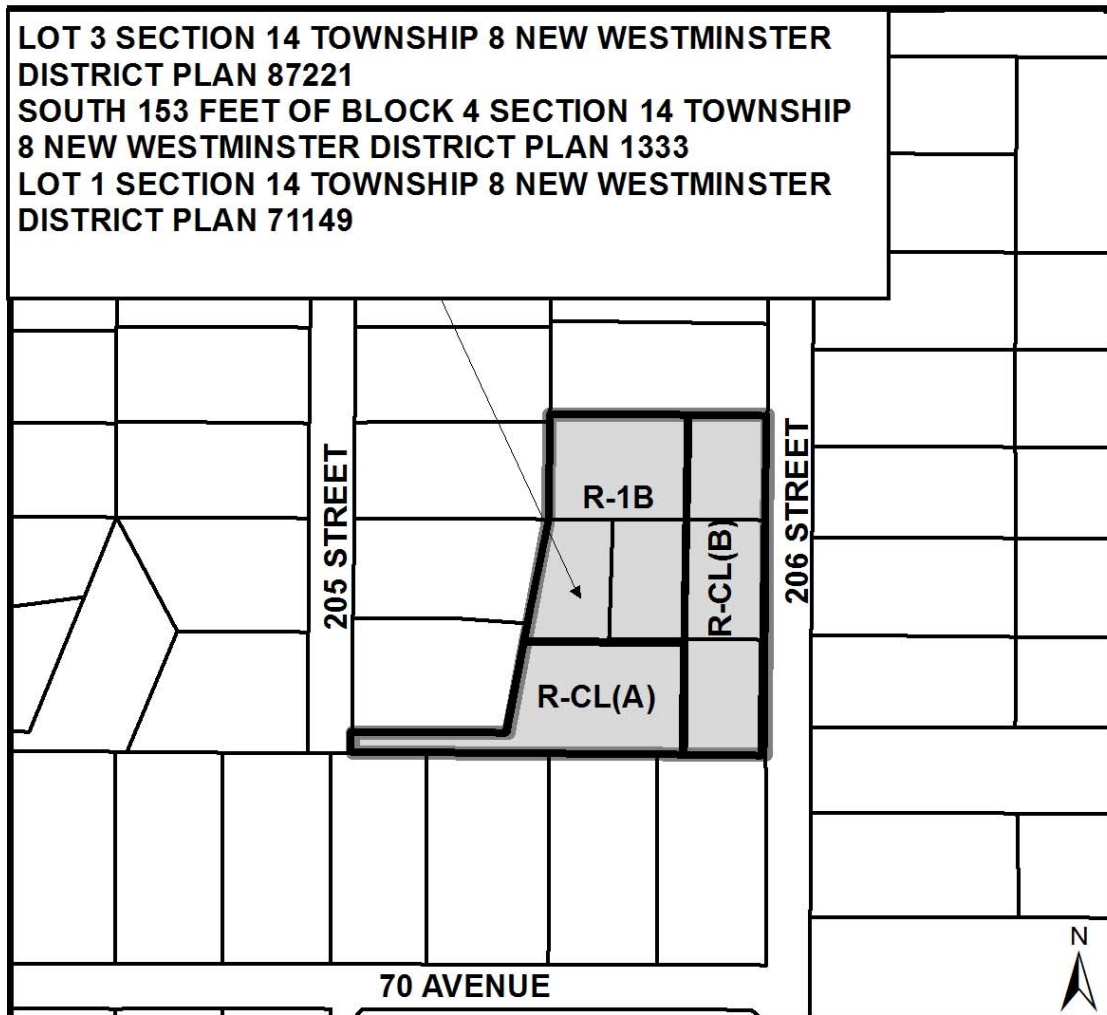 LOT 3 SECTION 14 TOWNSHIP 8 NEW WESTMINSTER
DISTRICT PLAN 87221
SOUTH 153 FEET OF BLOCK 4 SECTION 14 TOWNSHIP
8 NEW WESTMINSTER DISTRICT PLAN 1333
LOT 1 SECTION 14 TOWNSHIP 8 NEW WESTMINSTER
DISTRICT PLAN 71149
205 STREET
R-1B
R-CL(B)
206 STREET
R-CL(A)
70 AVENUE
N